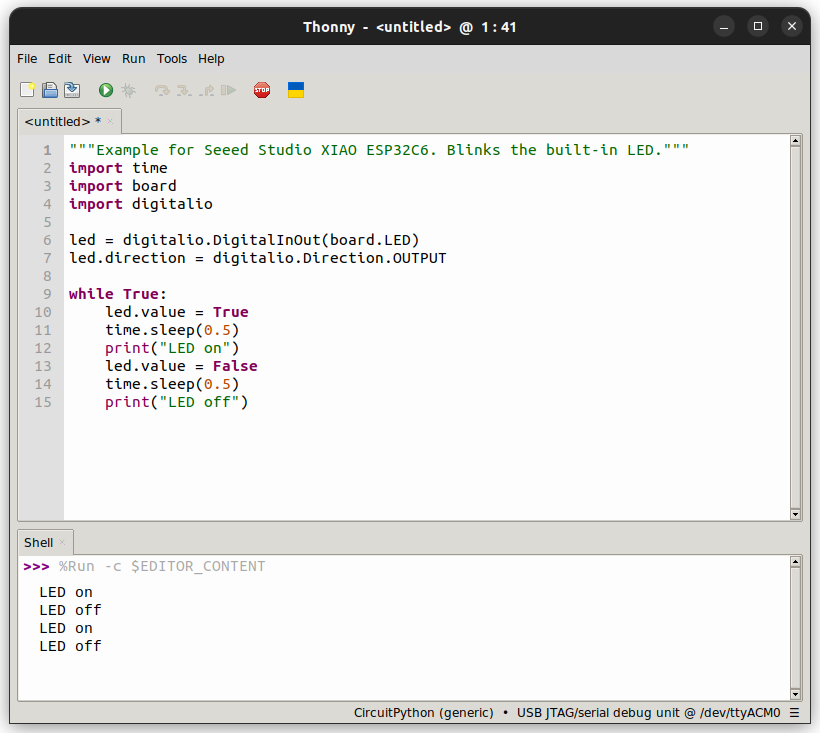 Thonny - <untitled> @ 1:41
File Edit View Run Tools Help
STOP
<untitled> *
1 """Example for Seeed Studio XIAO ESP32C6. Blinks the built-in LED."""
2 import time
3 import board
4 import digitalio
5
6 led = digitalio.DigitalInOut(board.LED)
7 led.direction = digitalio.Direction.OUTPUT
8
9 while True:
10     led.value = True
11     time.sleep(0.5)
12     print("LED on")
13     led.value = False
14     time.sleep(0.5)
15     print("LED off")
Shell
>>> %Run -c $EDITOR_CONTENT
LED on
LED off
LED on
LED off
CircuitPython (generic) • USB JTAG/serial debug unit @ /dev/ttyACM0 ☰